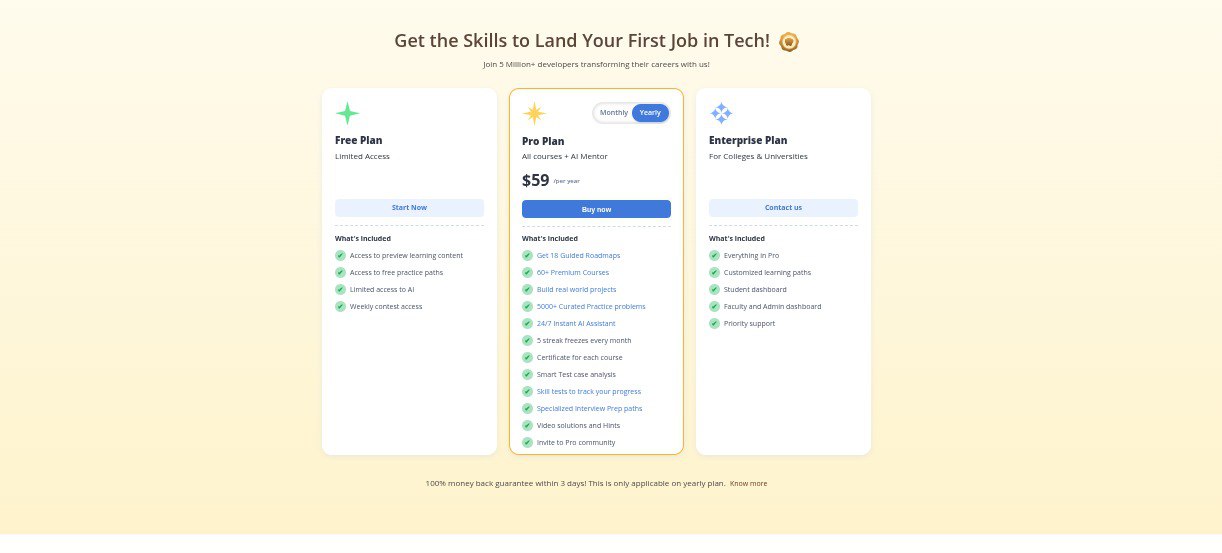 Get the Skills to Land Your First Job in Tech!
Join 5 Million+ developers transforming their careers with us!
Free Plan
Limited Access
Start Now
What's Included
Access to preview learning content
Access to free practice paths
Limited access to AI
Weekly contest access
Monthly
Yearly
Pro Plan
All courses + AI Mentor
$59 /per year
Buy now
What's Included
Get 18 Guided Roadmaps
60+ Premium Courses
Build real world projects
5000+ Curated Practice problems
24/7 Instant AI Assistant
5 streak freezes every month
Certificate for each course
Smart Test case analysis
Skill tests to track your progress
Specialized Interview Prep paths
Video solutions and Hints
Invite to Pro community
Enterprise Plan
For Colleges & Universities
Contact us
What's Included
Everything in Pro
Customized learning paths
Student dashboard
Faculty and Admin dashboard
Priority support
100% money back guarantee within 3 days! This is only applicable on yearly plan. Know more